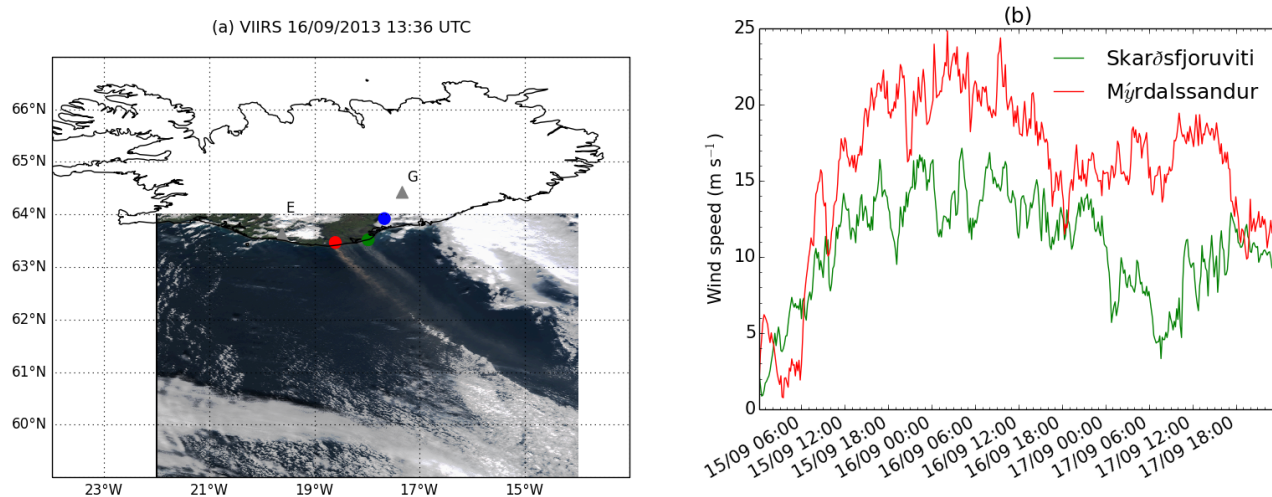 (a) VIIRS 16/09/2013 13:36 UTC
66°N
65°N
64°N
63°N
62°N
61°N
60°N
23°W
21°W
19°W
17°W
15°W
G
E
(b)
Wind speed (m s⁻¹)
25
20
15
10
5
0
Skarðsfjoruviti
Mýrdalssandur
15/09 06:00
15/09 12:00
15/09 18:00
16/09 00:00
16/09 06:00
16/09 12:00
16/09 18:00
17/09 00:00
17/09 06:00
17/09 12:00
17/09 18:00